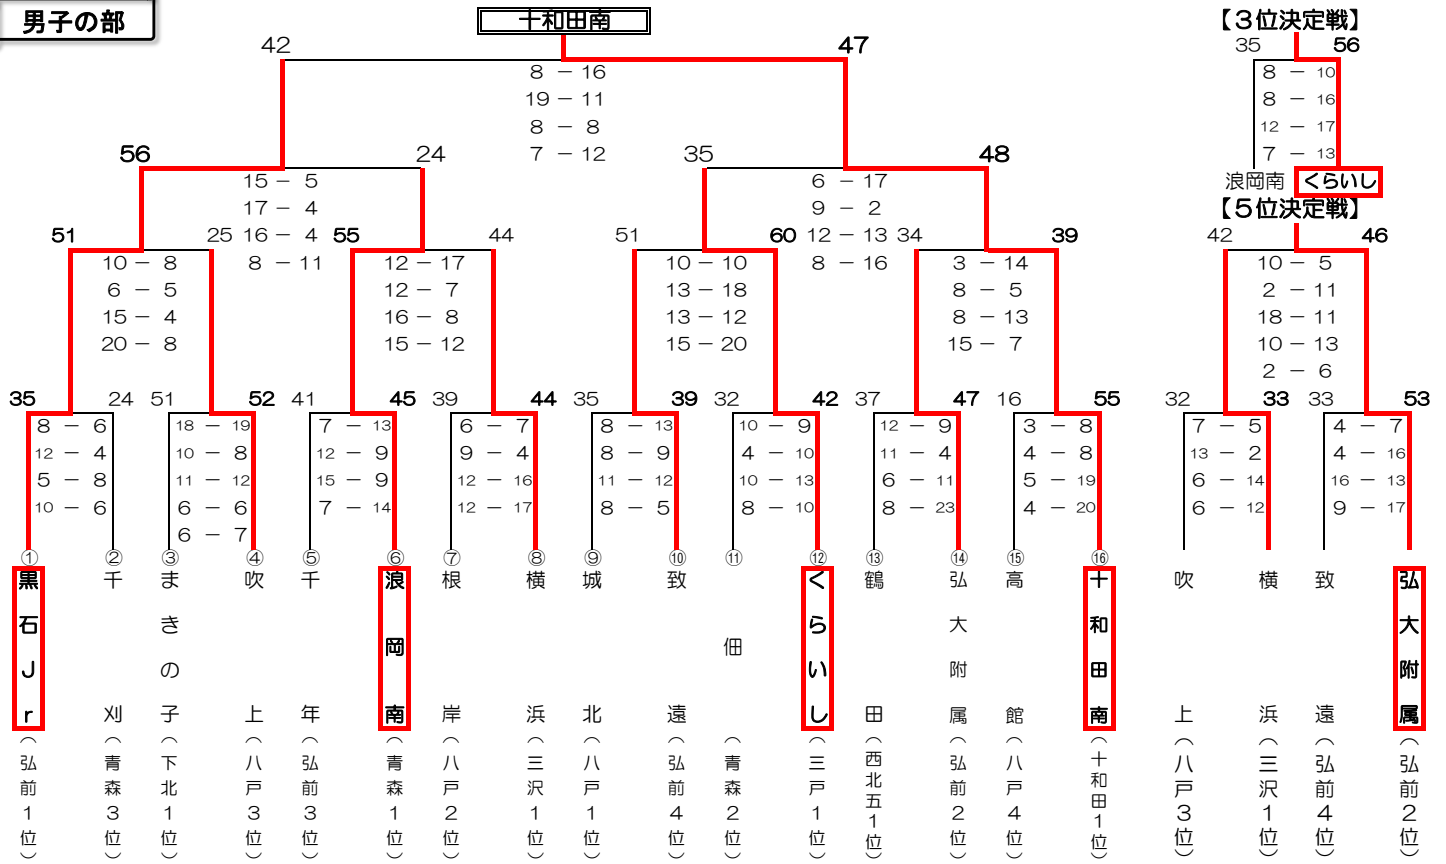 男子の部
十和田南
【３位決定戦】
42
47
35
56
8 － 16
19 － 11
8 － 8
7 － 12
8 － 10
8 － 16
12 － 17
7 － 13
浪岡南
くらいし
56
24
35
48
15 － 5
17 － 4
16 － 4
8 － 11
6 － 17
9 － 2
12 － 13
8 － 16
【５位決定戦】
51
25
55
44
51
60
34
39
42
46
10 － 8
6 － 5
15 － 4
20 － 8
12 － 17
12 － 7
16 － 8
15 － 12
10 － 10
13 － 18
13 － 12
15 － 20
3 － 14
8 － 5
8 － 13
15 － 7
10 － 5
2 － 11
18 － 11
10 － 13
2 － 6
35
24
51
52
41
45
39
44
35
39
32
42
37
47
16
55
32
33
33
53
8 － 6
12 － 4
5 － 8
10 － 6
18 － 19
10 － 8
11 － 12
6 － 6
6 － 7
7 － 13
12 － 9
15 － 9
7 － 14
6 － 7
9 － 4
12 － 16
12 － 17
8 － 13
8 － 9
11 － 12
8 － 5
10 － 9
4 － 10
10 － 13
8 － 10
12 － 9
11 － 4
6 － 11
8 － 23
3 － 8
4 － 8
5 － 19
4 － 20
7 － 5
13 － 2
6 － 14
6 － 12
4 － 7
4 － 16
16 － 13
9 － 17
①
黒石Ｊｒ
（弘前１位）
②
千刈
（青森３位）
③
まきの子
（下北１位）
④
吹上
（八戸３位）
⑤
千年
（弘前３位）
⑥
浪岡南
（青森１位）
⑦
根岸
（八戸２位）
⑧
横浜
（三沢１位）
⑨
城北
（八戸１位）
⑩
致遠
（弘前４位）
⑪
佃
（青森２位）
⑫
くらいし
（三戸１位）
⑬
鶴田
（西北五１位）
⑭
弘大附属
（弘前２位）
⑮
高館
（八戸４位）
⑯
十和田南
（十和田１位）
吹上
（八戸３位）
横浜
（三沢１位）
致遠
（弘前４位）
弘大附属
（弘前２位）